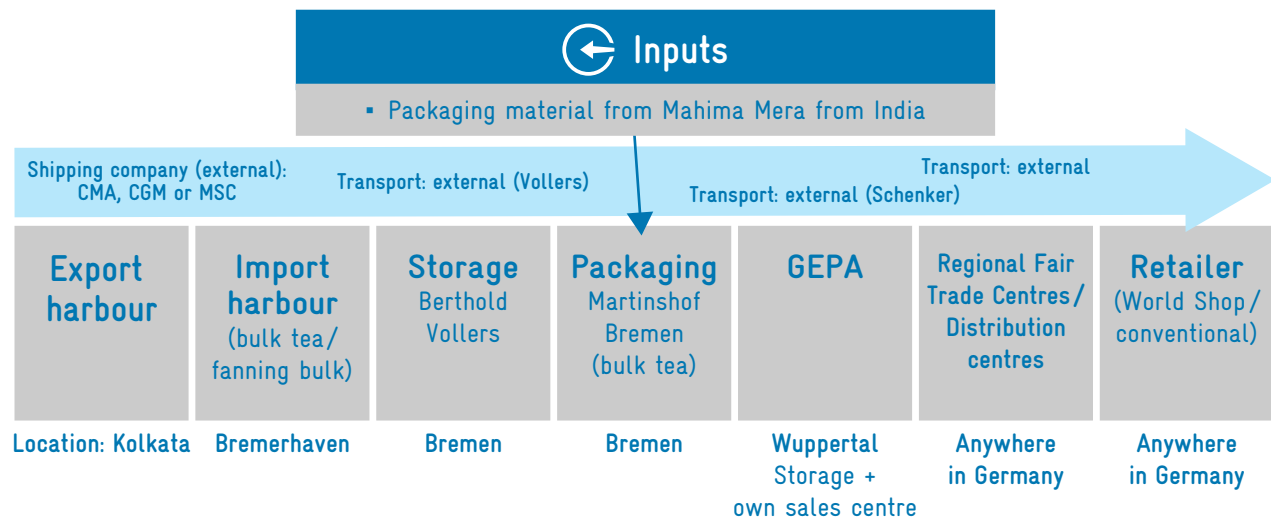 Inputs
▪ Packaging material from Mahima Mera from India
Shipping company (external):
CMA, CGM or MSC
Transport: external (Vollers)
Transport: external (Schenker)
Transport: external
Export
harbour
Import
harbour
(bulk tea/
fanning bulk)
Storage
Berthold
Vollers
Packaging
Martinshof
Bremen
(bulk tea)
GEPA
Regional Fair
Trade Centres/
Distribution
centres
Retailer
(World Shop/
conventional)
Location: Kolkata
Bremerhaven
Bremen
Bremen
Wuppertal
Storage +
own sales centre
Anywhere
in Germany
Anywhere
in Germany